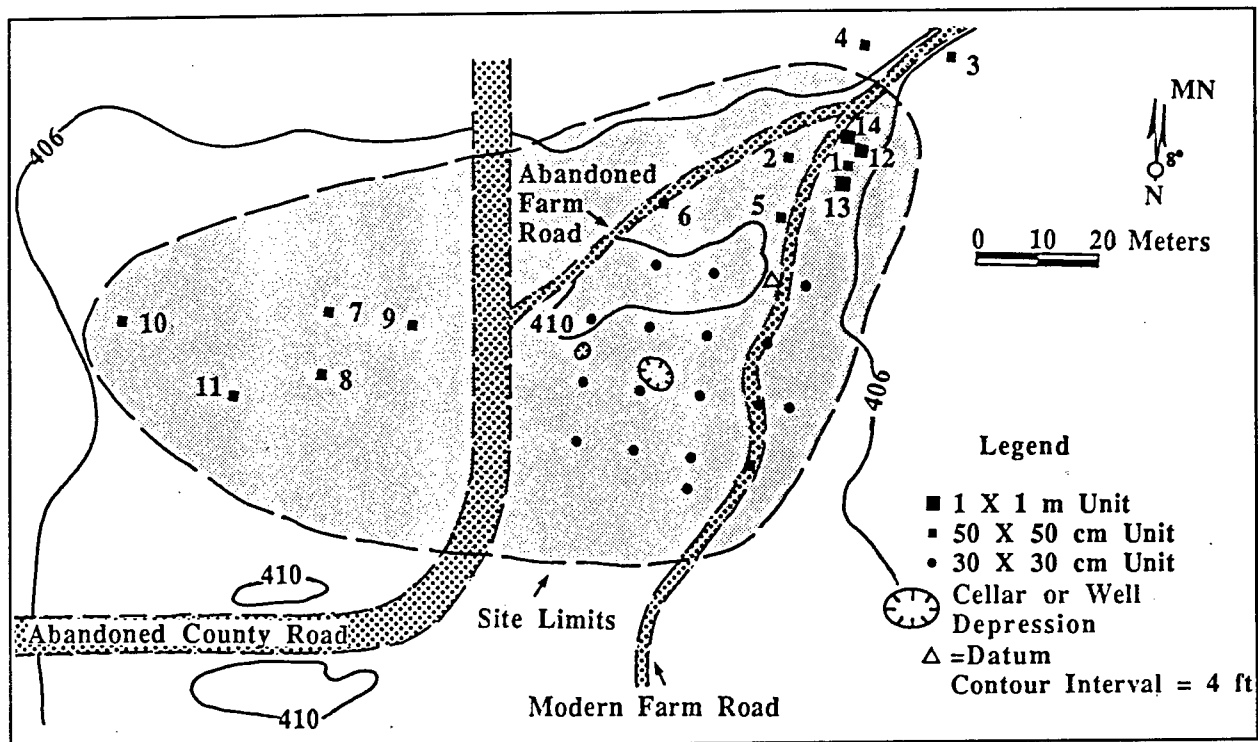 4
3
MN
8°
N
406
14
2
12
1
13
Abandoned
Farm
Road
6
5
0 10 20 Meters
10
7
9
410
11
8
406
Legend
1 X 1 m Unit
50 X 50 cm Unit
30 X 30 cm Unit
Cellar or Well
Depression
=Datum
Contour Interval = 4 ft
410
Site Limits
Abandoned County Road
410
Modern Farm Road